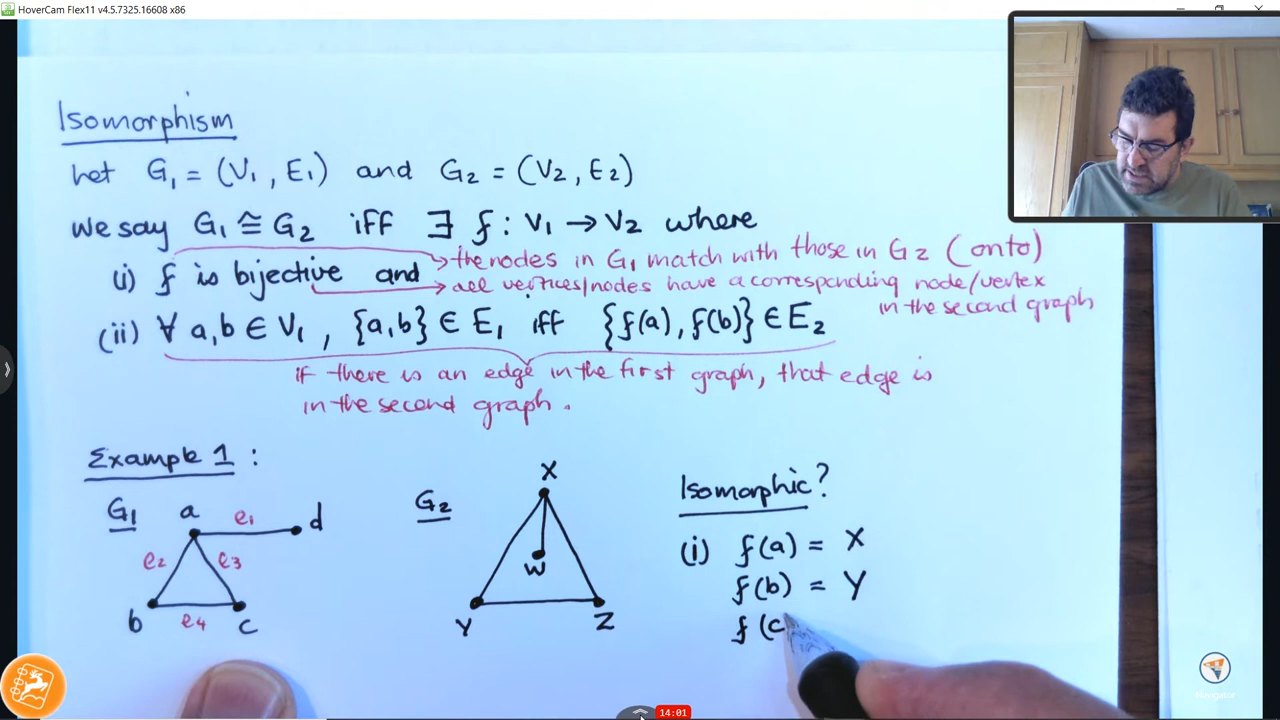 HoverCam Flex11 v4.5.7325.16608 x86
Isomorphism
Let G₁ = (V₁, E₁) and G₂ = (V₂, E₂)
We say G₁ ≅ G₂ iff ∃ f : V₁ → V₂ where
the nodes in G₁ match with those in G₂ (onto)
(i) f is bijective and
all vertices/nodes have a corresponding node/vertex
in the second graph
(ii) ∀ a,b ∈ V₁, {a,b} ∈ E₁ iff {f(a), f(b)} ∈ E₂
if there is an edge in the first graph, that edge is
in the second graph.
Example 1 :
G₁ a e₁ d
e₂ e₃
b e₄ c
G₂ X
W
Y Z
Isomorphic?
(i) f(a) = X
f(b) = Y
f(c
Navigator
14:01